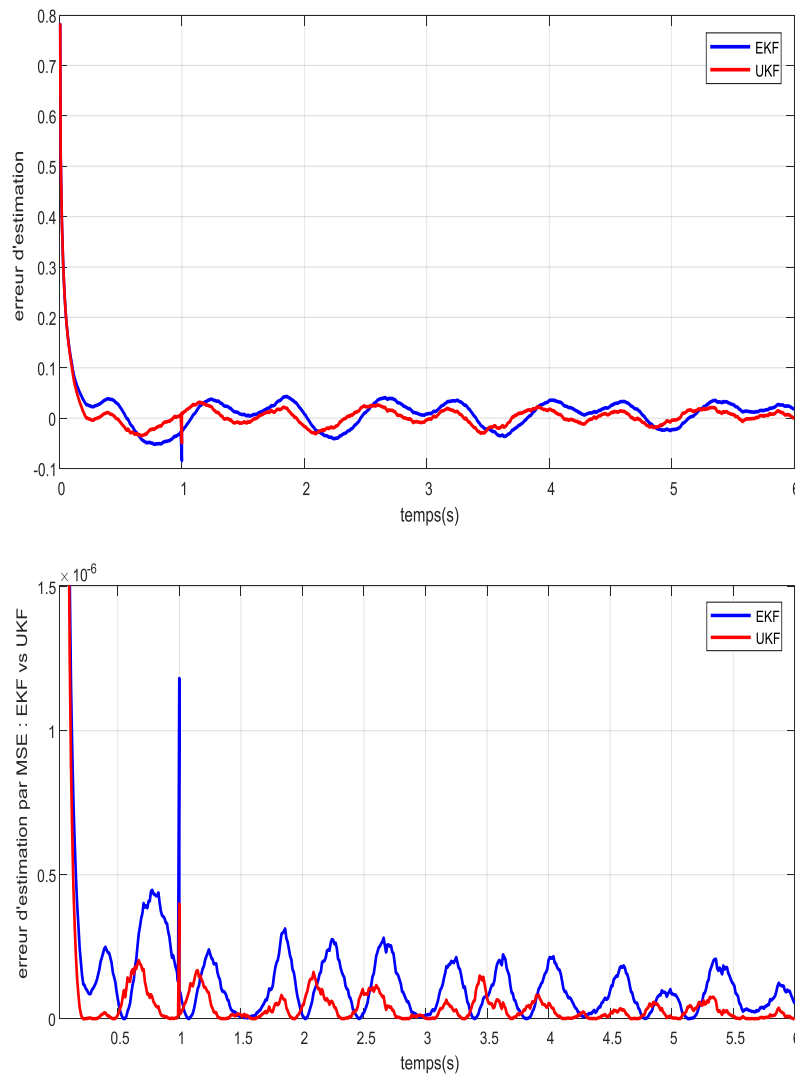 0.8
0.7
0.6
0.5
0.4
0.3
0.2
0.1
0
-0.1
erreur d'estimation
EKF
UKF
0 1 2 3 4 5 6
temps(s)
× 10-6
1.5
1
0.5
0
erreur d'estimation par MSE : EKF vs UKF
EKF
UKF
0.5 1 1.5 2 2.5 3 3.5 4 4.5 5 5.5 6
temps(s)